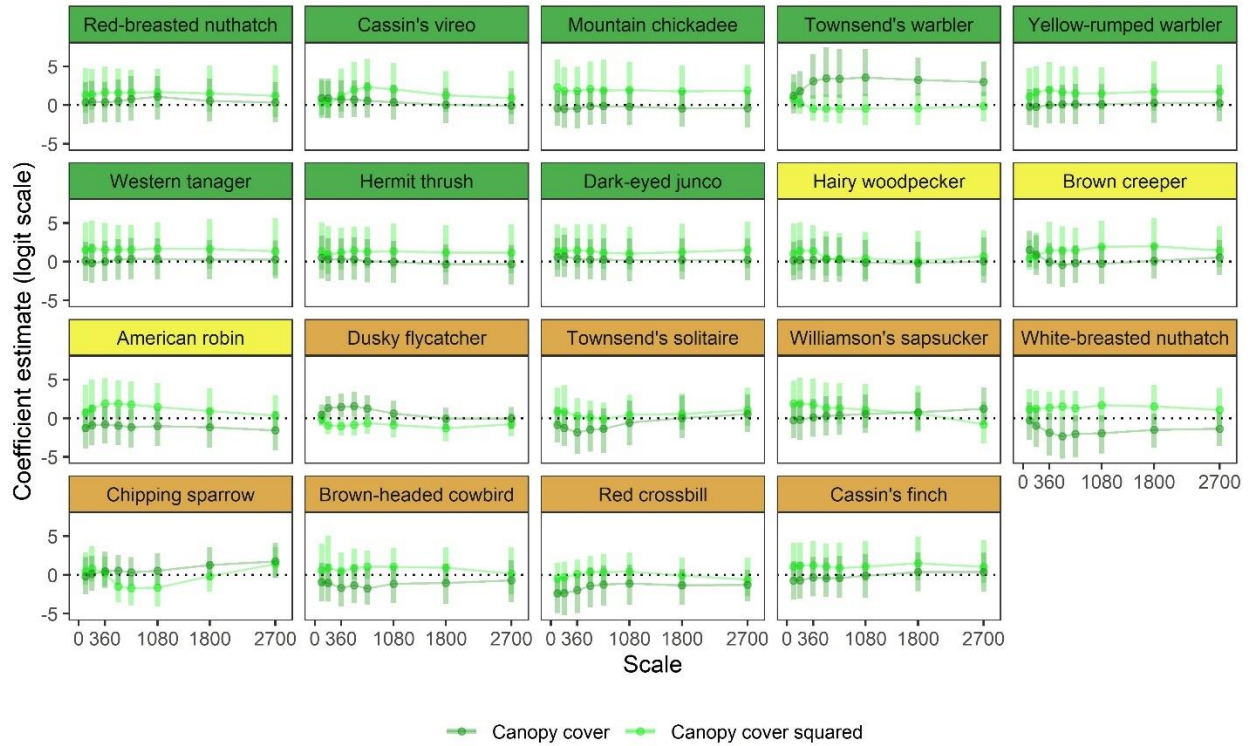 Red-breasted nuthatch
Cassin's vireo
Mountain chickadee
Townsend's warbler
Yellow-rumped warbler
5
0
-5
Western tanager
Hermit thrush
Dark-eyed junco
Hairy woodpecker
Brown creeper
5
0
-5
American robin
Dusky flycatcher
Townsend's solitaire
Williamson's sapsucker
White-breasted nuthatch
5
0
-5
0 360 1080 1800 2700
Chipping sparrow
Brown-headed cowbird
Red crossbill
Cassin's finch
5
0
-5
0 360 1080 1800 2700
0 360 1080 1800 2700
0 360 1080 1800 2700
0 360 1080 1800 2700
Coefficient estimate (logit scale)
Scale
Canopy cover
Canopy cover squared